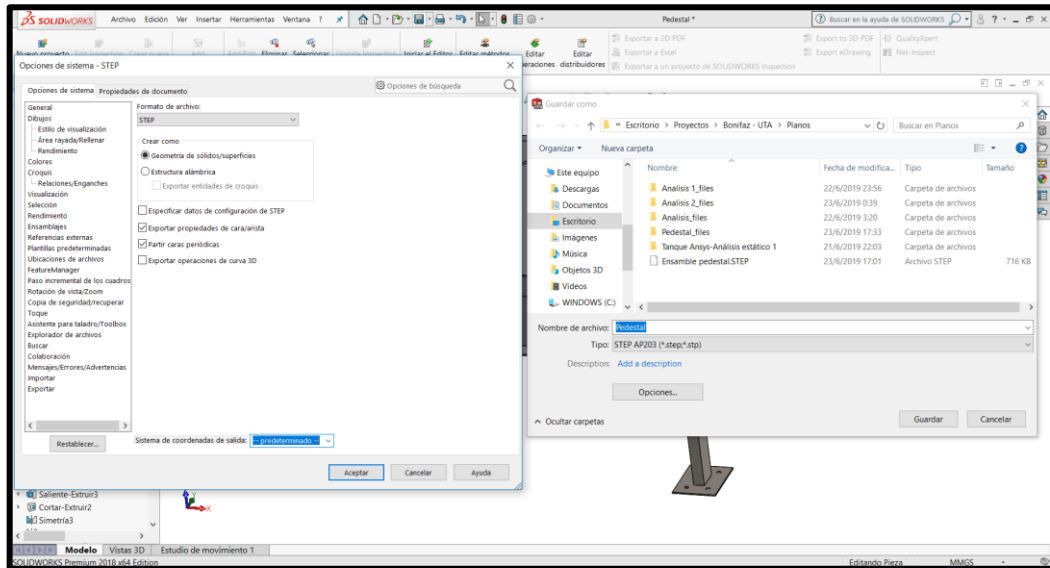 SOLIDWORKS Archivo Edición Ver Insertar Herramientas Ventana ? Pedestal * Buscar en la ayuda de SOLIDWORKS ?
Exportar a 2D PDF Export to 3D PDF QualityXpert
Nuevo proyecto Eliminar Seleccionar Iniciar el Editor Editar métodos Editar Editar Exportar a Excel Export eDrawing Net-Inspect
operaciones distribuidores Exportar a un proyecto de SOLIDWORKS Inspection
Opciones de sistema - STEP
Opciones de sistema Propiedades de documento
Opciones de búsqueda
General
Dibujos
Estilo de visualización
Área rayada/Rellenar
Rendimiento
Colores
Croquis
Relaciones/Enganches
Visualización
Selección
Rendimiento
Ensamblajes
Referencias externas
Plantillas predeterminadas
Ubicaciones de archivos
FeatureManager
Paso incremental de los cuadros
Rotación de vista/Zoom
Copia de seguridad/recuperar
Toque
Asistente para taladro/Toolbox
Explorador de archivos
Buscar
Colaboración
Mensajes/Errores/Advertencias
Importar
Exportar
Restablecer...
Formato de archivo:
STEP
Crear como
Geometría de sólidos/superficies
Estructura alámbrica
Exportar entidades de croquis
Especificar datos de configuración de STEP
Exportar propiedades de cara/arista
Partir caras periódicas
Exportar operaciones de curva 3D
Sistema de coordenadas de salida: -- predeterminado --
Aceptar Cancelar Ayuda
Guardar como
« Escritorio > Proyectos > Bonifaz - UTA > Planos Buscar en Planos
Organizar Nueva carpeta
Este equipo
Descargas
Documentos
Escritorio
Imágenes
Música
Objetos 3D
Videos
WINDOWS (C:)
Nombre Fecha de modifica... Tipo Tamaño
Analisis 1_files 22/6/2019 23:56 Carpeta de archivos
Analisis 2_files 23/6/2019 0:39 Carpeta de archivos
Analisis_files 22/6/2019 3:20 Carpeta de archivos
Pedestal_files 23/6/2019 17:33 Carpeta de archivos
Tanque Ansys-Análisis estático 1 21/6/2019 22:03 Carpeta de archivos
Ensamble pedestal.STEP 23/6/2019 17:01 Archivo STEP 716 KB
Nombre de archivo: Pedestal
Tipo: STEP AP203 (*.step;*.stp)
Description: Add a description
Opciones...
Ocultar carpetas Guardar Cancelar
Saliente-Extruir3
Cortar-Extruir2
Simetría3
Y
X
Modelo Vistas 3D Estudio de movimiento 1
SOLIDWORKS Premium 2018 x64 Edition Editando Pieza MMGS